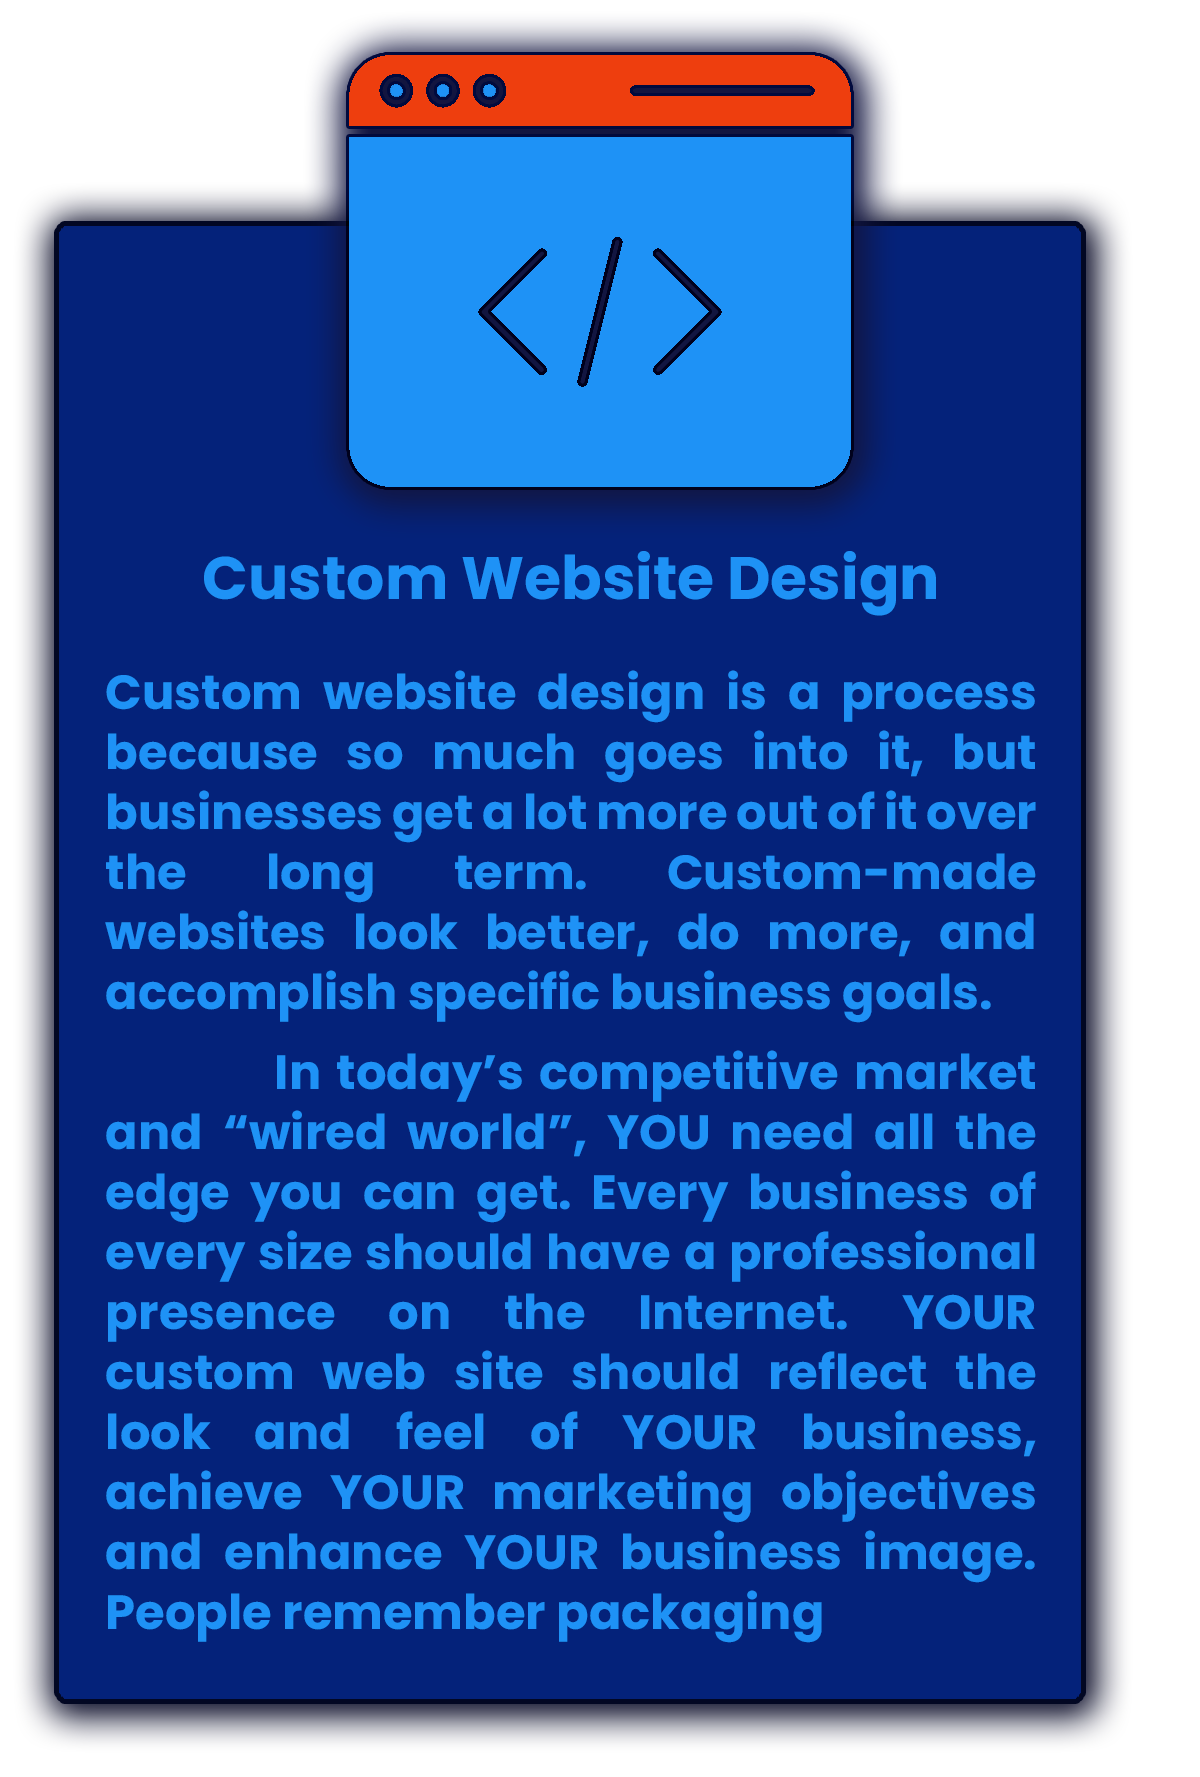 Custom Website Design
Custom website design is a process
because so much goes into it, but
businesses get a lot more out of it over
the long term. Custom-made
websites look better, do more, and
accomplish specific business goals.
In today’s competitive market
and “wired world”, YOU need all the
edge you can get. Every business of
every size should have a professional
presence on the Internet. YOUR
custom web site should reflect the
look and feel of YOUR business,
achieve YOUR marketing objectives
and enhance YOUR business image.
People remember packaging